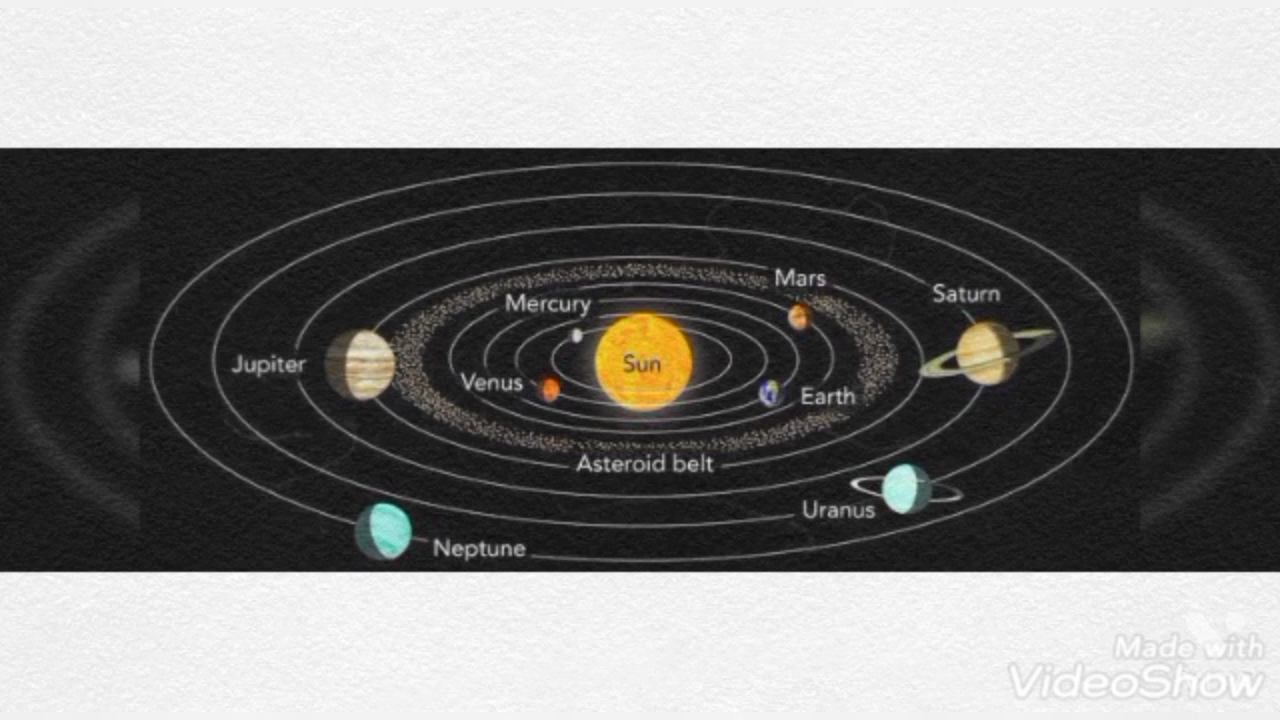 Mars
Mercury
Saturn
Sun
Jupiter
Venus
Earth
Asteroid belt
Uranus
Neptune
Made with
VideoShow